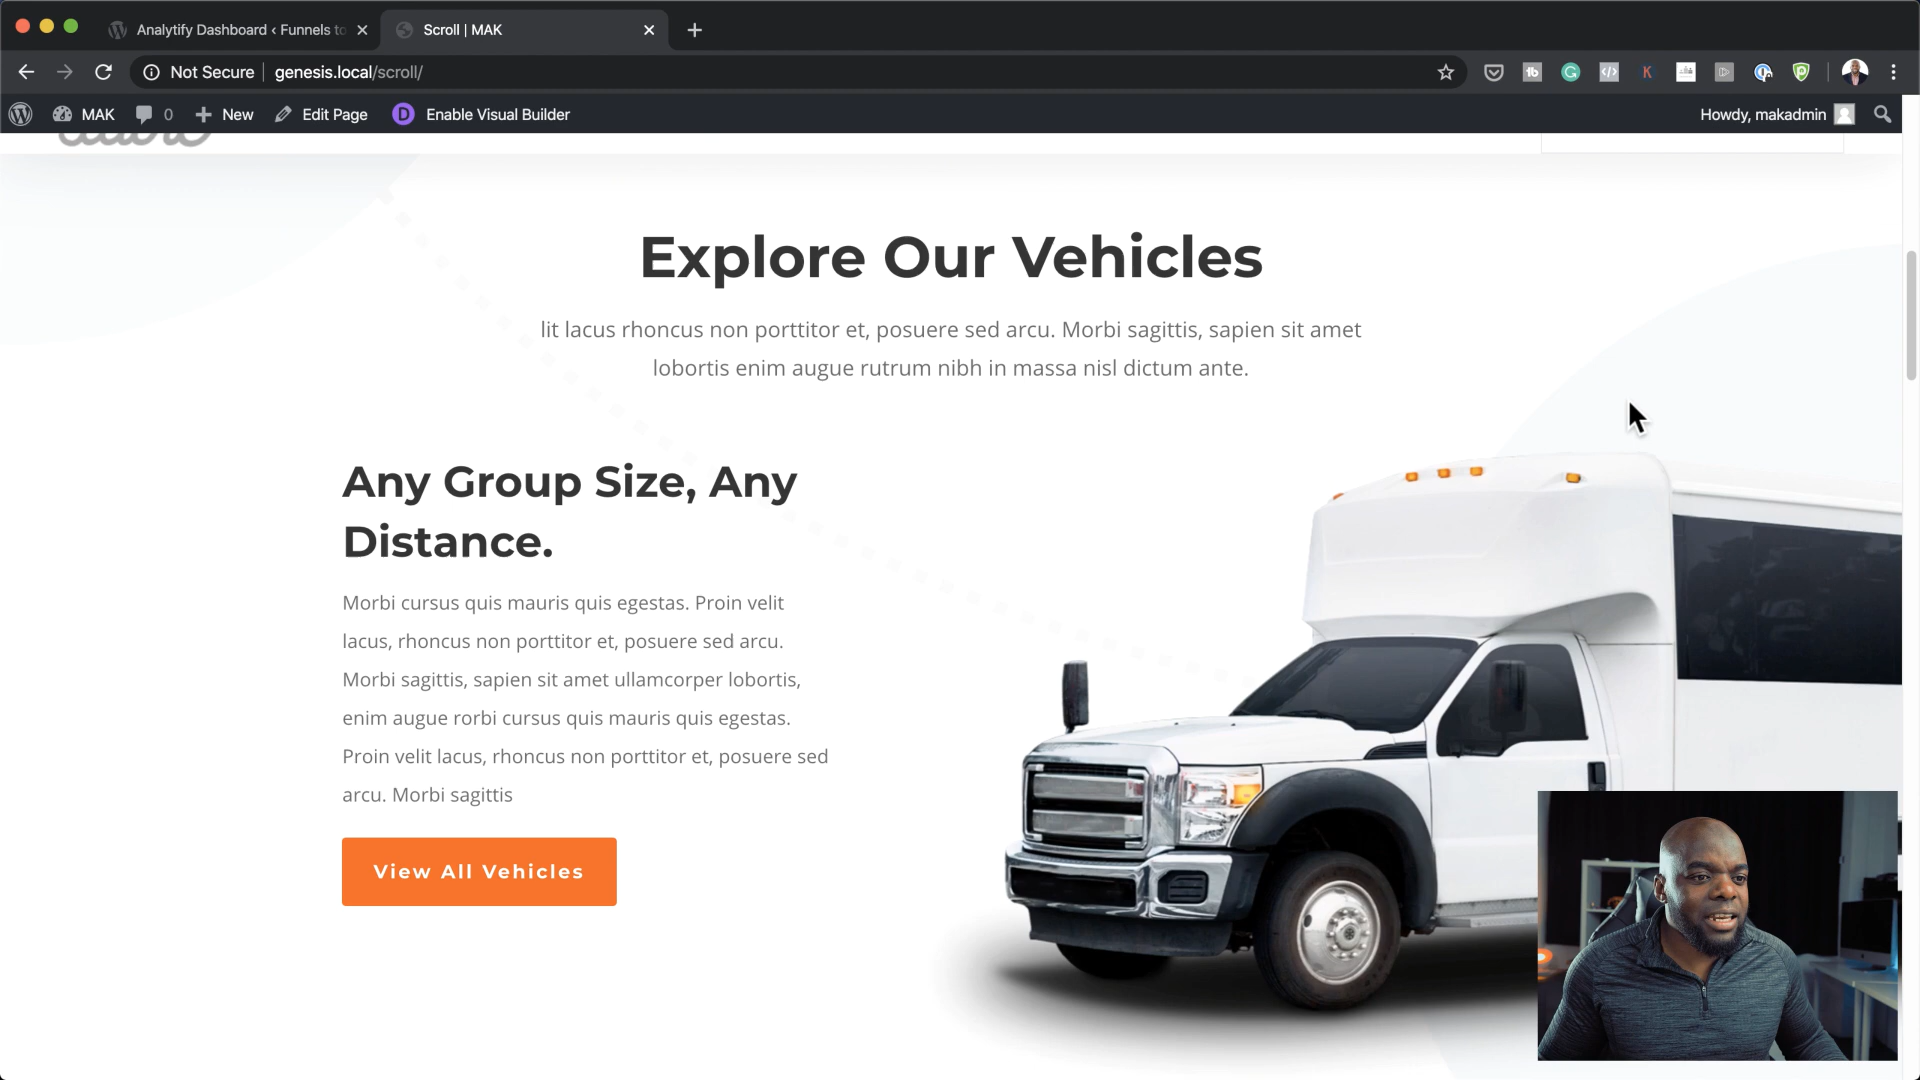 Analytify Dashboard ‹ Funnels to
Scroll | MAK
Not Secure
genesis.local/scroll/
MAK
0
New
Edit Page
D
Enable Visual Builder
Howdy, makadmin
Explore Our Vehicles
lit lacus rhoncus non porttitor et, posuere sed arcu. Morbi sagittis, sapien sit amet
lobortis enim augue rutrum nibh in massa nisl dictum ante.
Any Group Size, Any
Distance.
Morbi cursus quis mauris quis egestas. Proin velit
lacus, rhoncus non porttitor et, posuere sed arcu.
Morbi sagittis, sapien sit amet ullamcorper lobortis,
enim augue rorbi cursus quis mauris quis egestas.
Proin velit lacus, rhoncus non porttitor et, posuere sed
arcu. Morbi sagittis
View All Vehicles